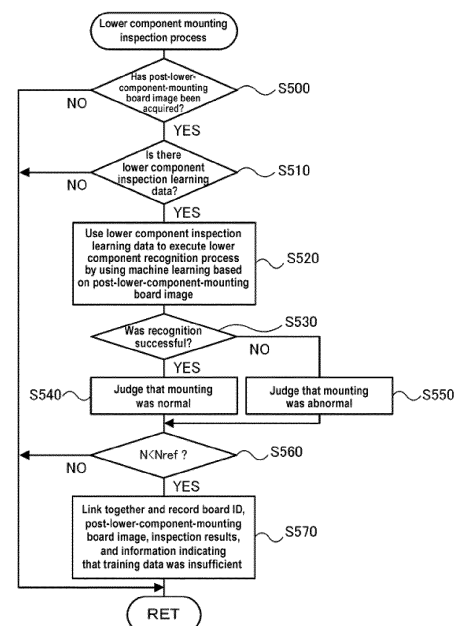 Lower component mounting
inspection process
Has post-lower-
component-mounting
board image been
acquired?
S500
NO
YES
Is there
lower component
inspection learning
data?
S510
NO
YES
Use lower component inspection
learning data to execute lower
component recognition process
by using machine learning based
on post-lower-component-mounting
board image
S520
Was recognition
successful?
S530
NO
YES
S540
Judge that mounting
was normal
Judge that mounting
was abnormal
S550
N<Nref ?
S560
NO
YES
Link together and record board ID,
post-lower-component-mounting
board image, inspection results,
and information indicating
that training data was insufficient
S570
RET